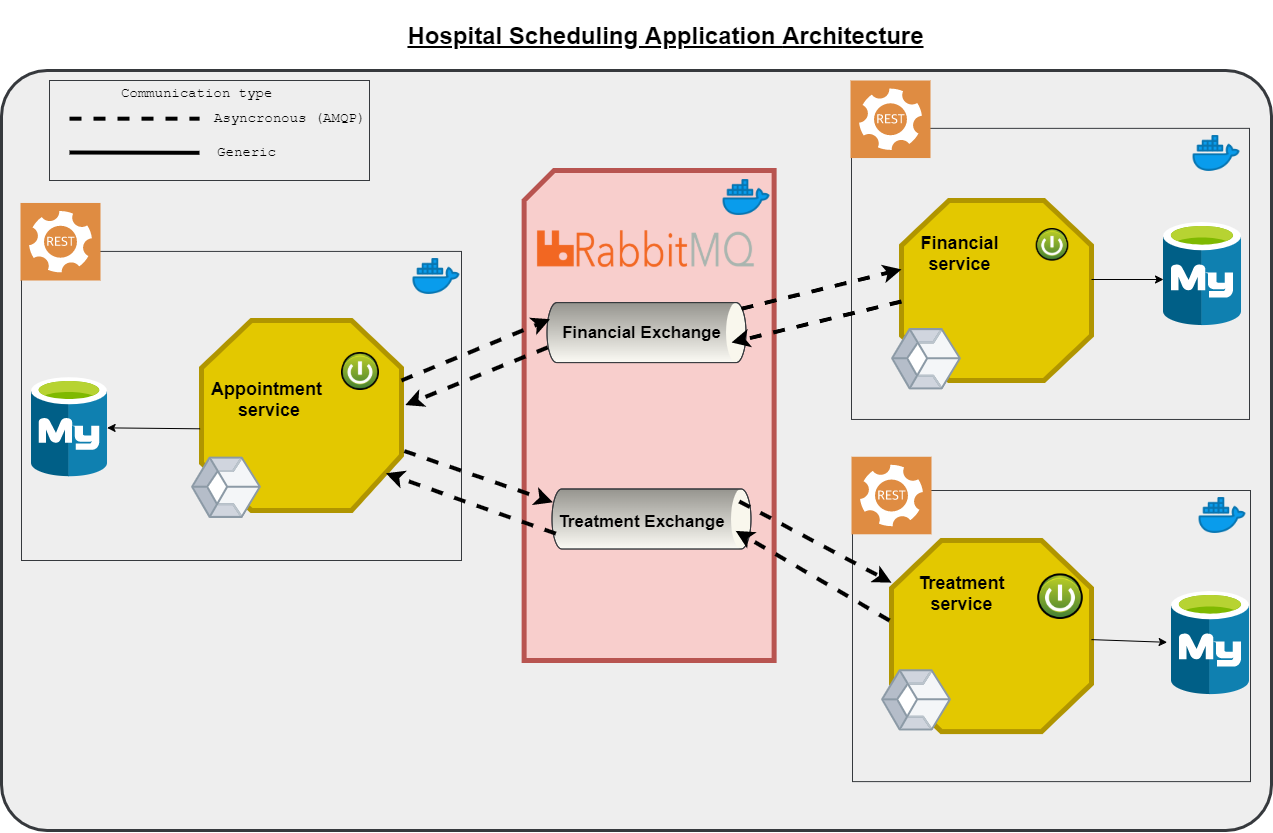 Hospital Scheduling Application Architecture
Communication type
Asyncronous (AMQP)
Generic
REST
REST
RabbitMQ
Financial
service
My
Financial Exchange
Appointment
service
My
REST
Treatment Exchange
Treatment
service
My